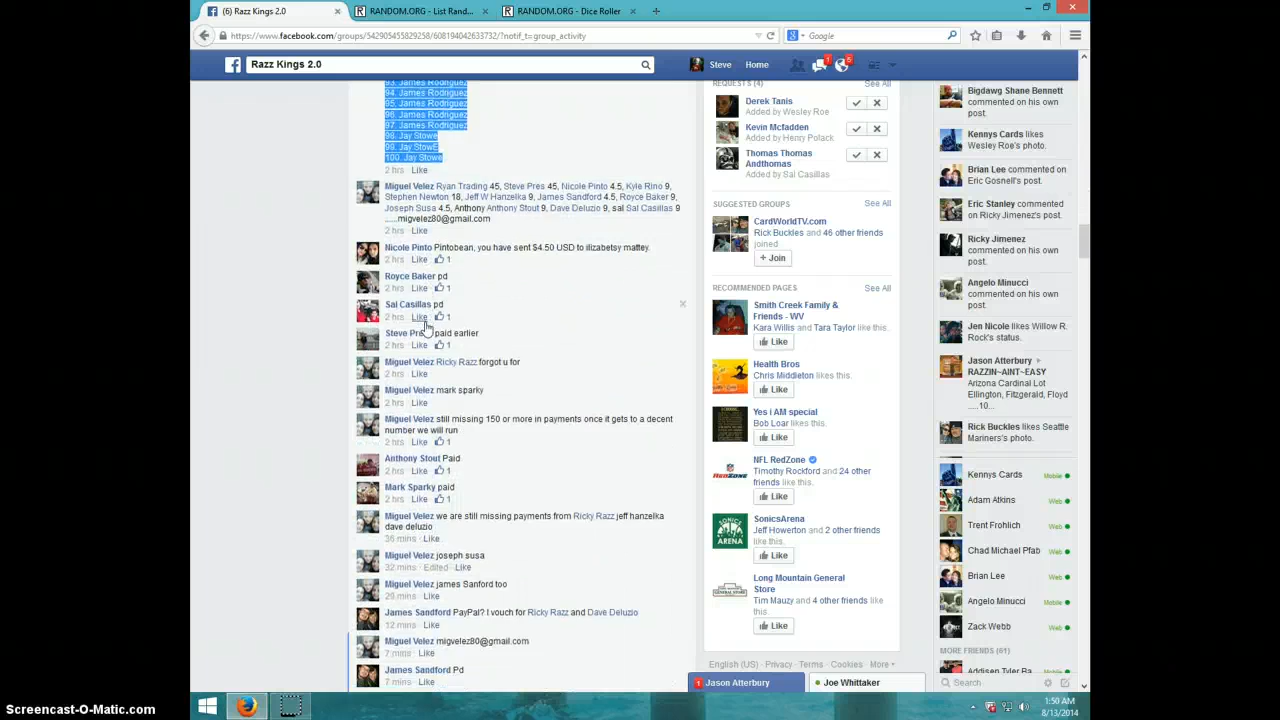 (6) Razz Kings 2.0
RANDOM.ORG - List Rand...
RANDOM.ORG - Dice Roller
https://www.facebook.com/groups/542905455829258/608194042633732/?notif_t=group_activity
Google
Razz Kings 2.0
Steve
Home
1
6
93. James Rodriguez
94. James Rodriguez
95. James Rodriguez
96. James Rodriguez
97. James Rodriguez
98. Jay Stowe
99. Jay StowE
100. Jay Stowe
2 hrs · Like
Miguel Velez Ryan Trading 45, Steve Pres 45, Nicole Pinto 4.5, Kyle Rino 9,
Stephen Newton 18, Jeff W Hanzelka 9, James Sandford 4.5, Royce Baker 9,
Joseph Susa 4.5, Anthony Anthony Stout 9, Dave Deluzio 9, sal Sal Casillas 9
.....migvelez80@gmail.com
2 hrs · Like
Nicole Pinto Pintobean, you have sent $4.50 USD to ilizabetsy mattey.
2 hrs · Like · 1
Royce Baker pd
2 hrs · Like · 1
Sal Casillas pd
2 hrs · Like · 1
Steve Pres paid earlier
2 hrs · Like · 1
Miguel Velez Ricky Razz forgot u for
2 hrs · Like
Miguel Velez mark sparky
2 hrs · Like
Miguel Velez still missing 150 or more in payments once it gets to a decent
number we will run
2 hrs · Like · 1
Anthony Stout Paid
2 hrs · Like · 1
Mark Sparky paid
2 hrs · Like · 1
Miguel Velez we are still missing payments from Ricky Razz jeff hanzelka
dave deluzio
36 mins · Like
Miguel Velez joseph susa
32 mins · Edited · Like
Miguel Velez james Sanford too
29 mins · Like
James Sandford PayPal? I vouch for Ricky Razz and Dave Deluzio
12 mins · Like
Miguel Velez migvelez80@gmail.com
7 mins · Like
James Sandford Pd
7 mins · Like
REQUESTS (4)
See All
Derek Tanis
Added by Wesley Roe
Kevin Mcfadden
Added by Henry Polack
Thomas Thomas
Andthomas
Added by Sal Casillas
SUGGESTED GROUPS
See All
CardWorldTV.com
Rick Buckles and 46 other friends
joined
+ Join
RECOMMENDED PAGES
See All
Smith Creek Family &
Friends - WV
Kara Willis and Tara Taylor like this.
Like
Health Bros
Chris Middleton likes this.
Like
Yes i AM special
Bob Loar likes this.
Like
NFL RedZone
Timothy Rockford and 24 other
friends like this.
Like
SonicsArena
Jeff Howerton and 2 other friends
like this.
Like
Long Mountain General
Store
Tim Mauzy and 4 other friends like
this.
Like
English (US) · Privacy · Terms · Cookies · More
Bigdawg Shane Bennett
commented on his own
post.
Kennys Cards likes
Wesley Roe's photo.
Brian Lee commented on
Eric Gosnell's post.
Eric Stanley commented
on Ricky Jimenez's post.
Ricky Jimenez
commented on his own
post.
Angelo Minucci
commented on his own
post.
Jen Nicole likes Willow R.
Rock's status.
Jason Atterbury
RAZZIN~AINT~EASY
Arizona Cardinal Lot
Ellington, Fitzgerald, Floyd
.....10...
Rick Buckles likes Seattle
Mariners's photo.
Kennys Cards Mobile
Adam Atkins Web
Trent Frohlich Web
Chad Michael Pfab Web
Brian Lee Web
Angelo Minucci Mobile
Zack Webb Web
MORE FRIENDS (61)
Addisen Tyler Ba...
Search
1 Jason Atterbury
Joe Whittaker
1:50 AM
8/13/2014
Screencast-O-Matic.com